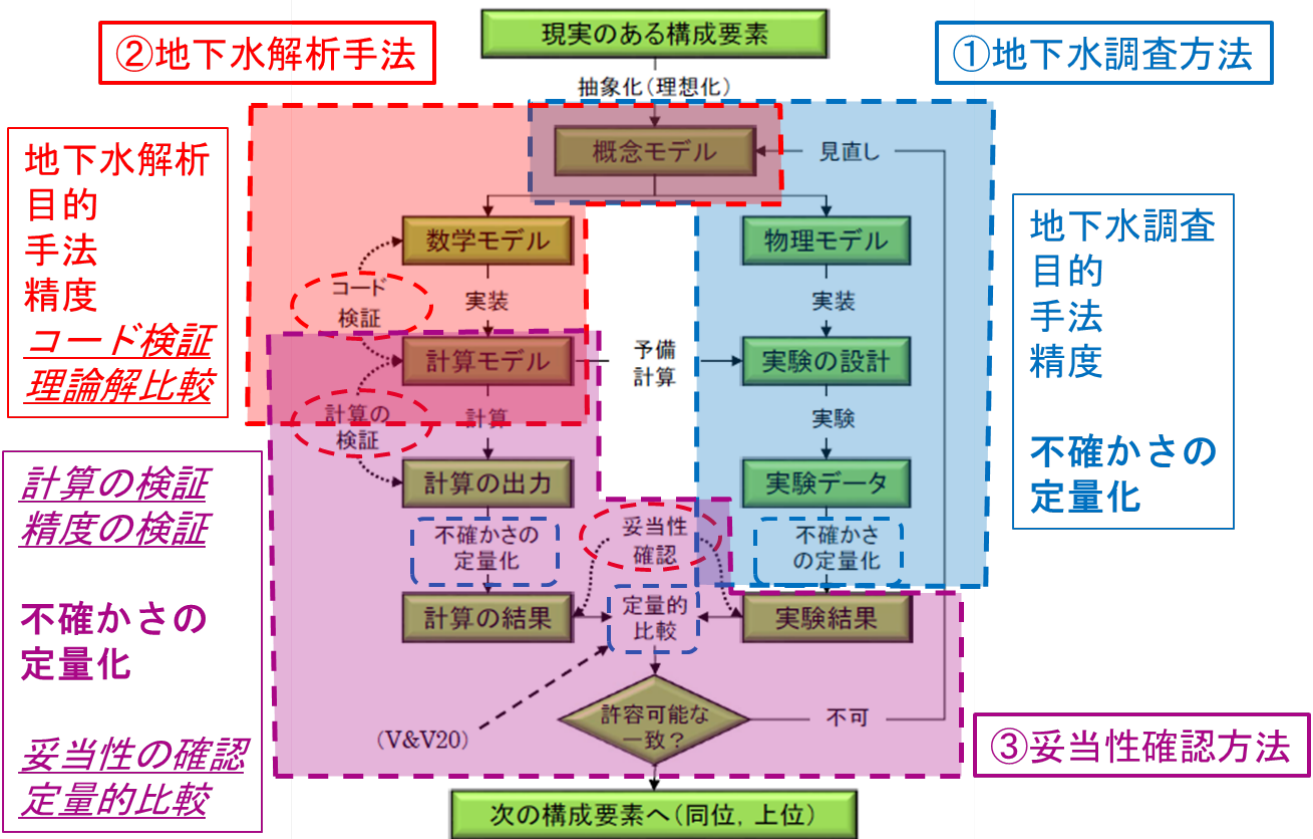 現実のある構成要素
②地下水解析手法
①地下水調査方法
抽象化(理想化)
概念モデル
見直し
地下水解析
目的
手法
精度
コード検証
理論解比較
地下水調査
目的
手法
精度
不確かさの
定量化
数学モデル
物理モデル
コード
検証
実装
実装
計算モデル
予備
計算
実験の設計
計算の
検証
計算
実験
計算の出力
実験データ
計算の検証
精度の検証
不確かさの
定量化
妥当性の確認
定量的比較
不確かさの
定量化
妥当性
確認
不確かさ
の定量化
計算の結果
定量的
比較
実験結果
(V&V20)
許容可能な
一致?
不可
③妥当性確認方法
次の構成要素へ(同位, 上位)